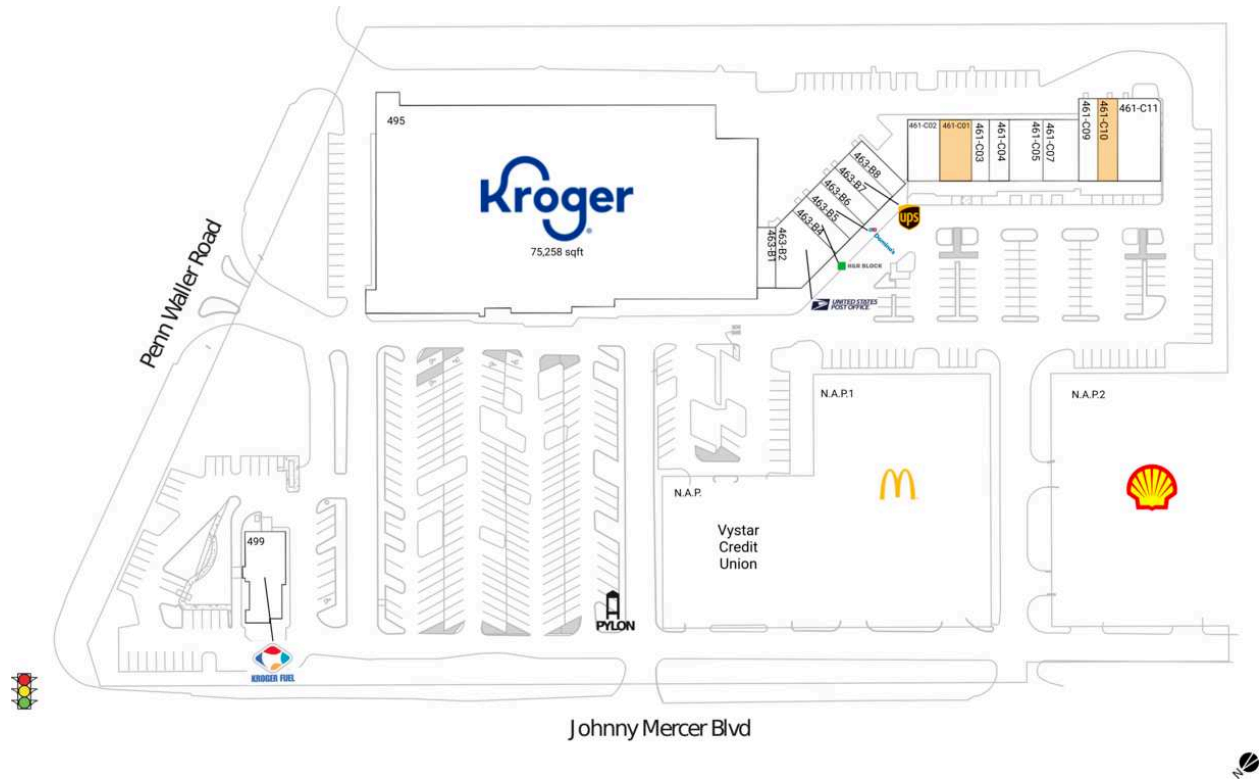 495
Kroger
75,258 sqft
461-C02
461-C01
461-C03
461-C04
461-C05
461-C07
461-C09
461-C10
461-C11
463-B8
463-B7
463-B6
463-B5
463-B4
463-B2
463-B1
ups
Domino's
H&R BLOCK
UNITED STATES
POST OFFICE
Penn Waller Road
N.A.P.1
N.A.P.2
N.A.P.
Vystar
Credit
Union
499
PYLON
KROGER FUEL
Johnny Mercer Blvd
N